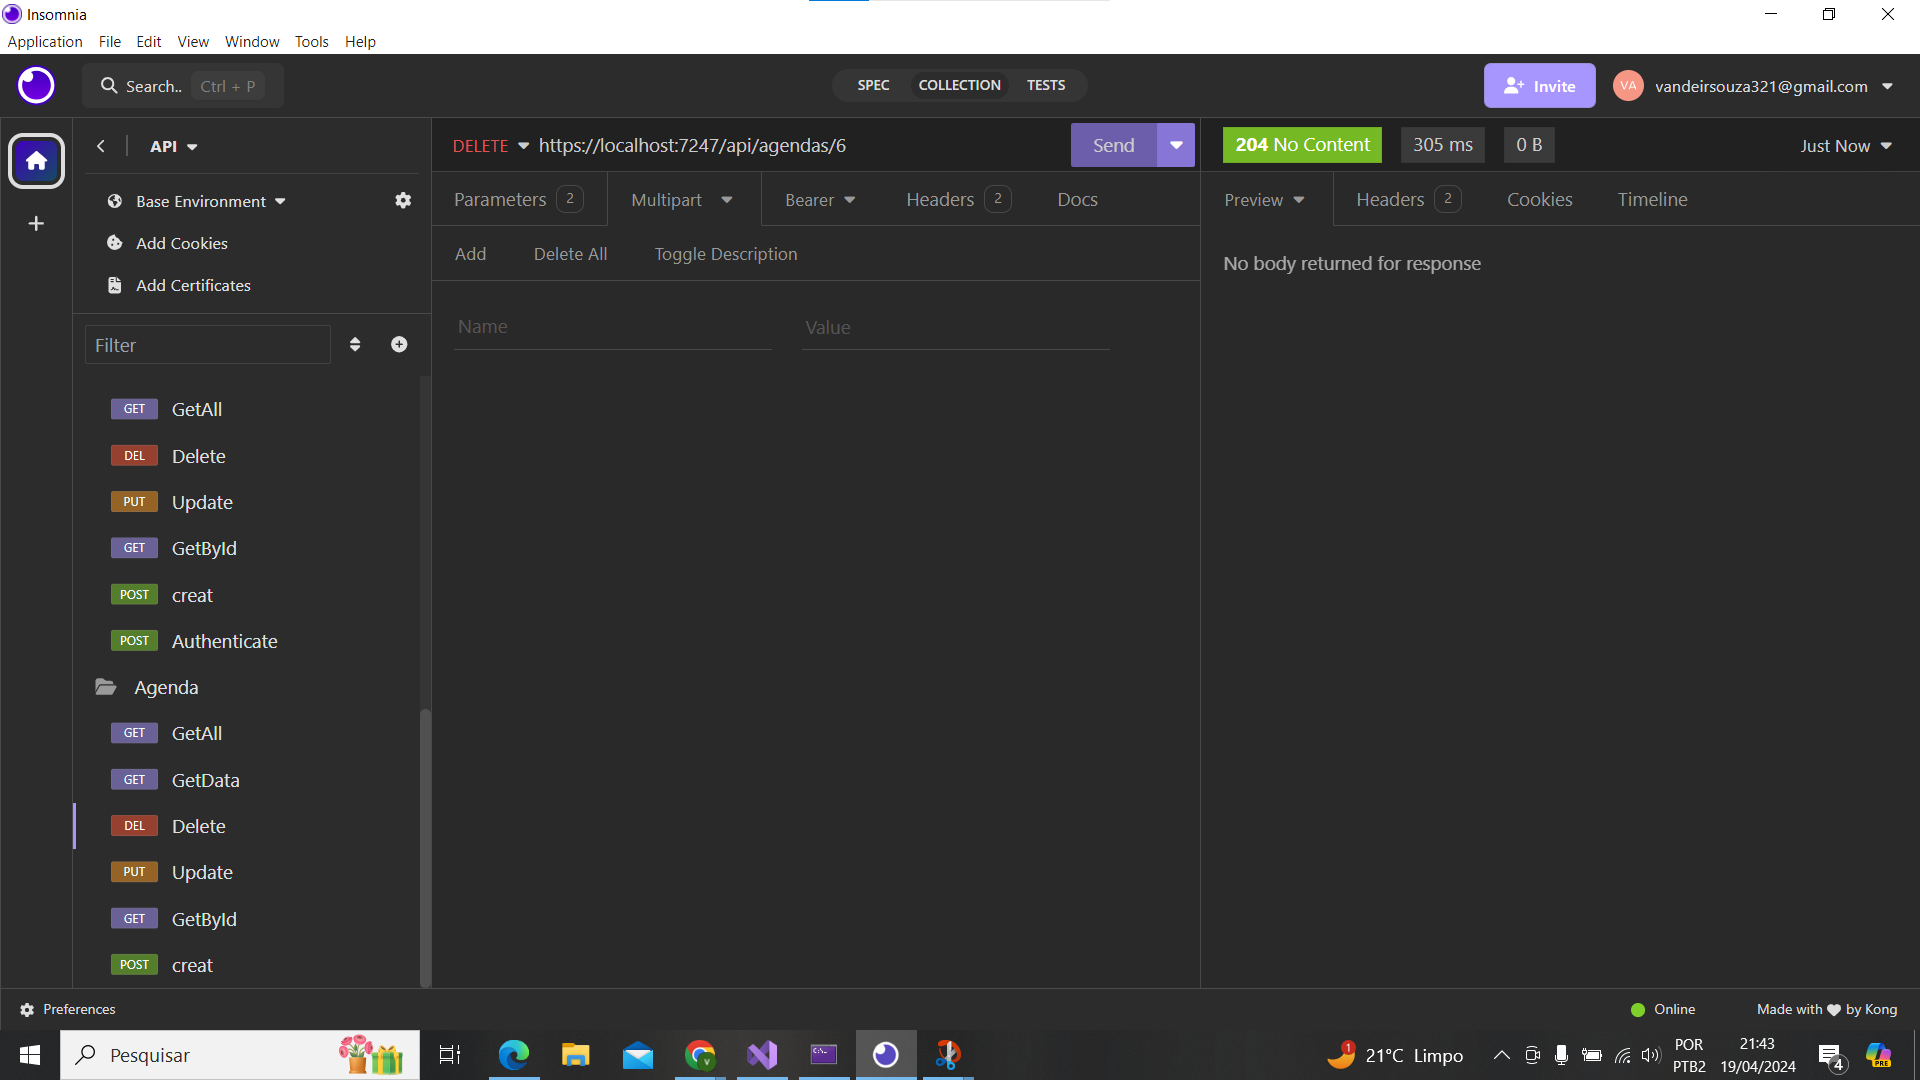 Insomnia
Application File Edit View Window Tools Help
Search.. Ctrl + P
SPEC COLLECTION TESTS
Invite
VA
vandeirsouza321@gmail.com
API
DELETE https://localhost:7247/api/agendas/6
Send
204 No Content 305 ms 0 B
Just Now
Base Environment
Add Cookies
Add Certificates
Parameters 2 Multipart Bearer Headers 2 Docs
Preview Headers 2 Cookies Timeline
Add Delete All Toggle Description
No body returned for response
Name Value
Filter
GET GetAll
DEL Delete
PUT Update
GET GetById
POST creat
POST Authenticate
Agenda
GET GetAll
GET GetData
DEL Delete
PUT Update
GET GetById
POST creat
Preferences
Online
Made with by Kong
Pesquisar
1
21°C Limpo
POR
PTB2
21:43
19/04/2024
4
PRE